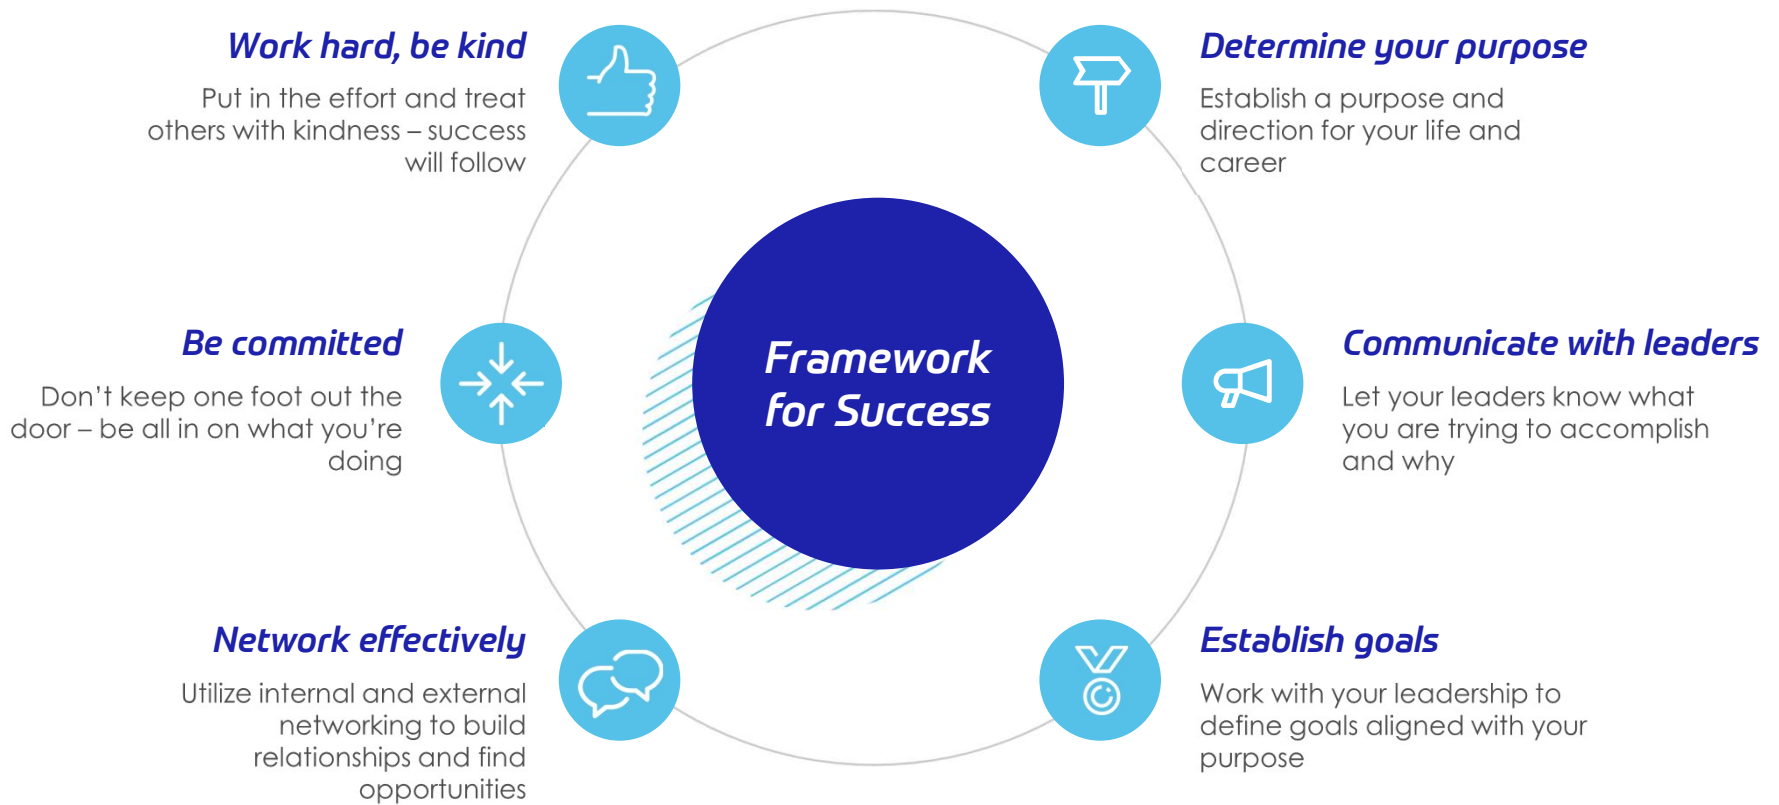 Work hard, be kind
Put in the effort and treat
others with kindness – success
will follow
Determine your purpose
Establish a purpose and
direction for your life and
career
Be committed
Don't keep one foot out the
door – be all in on what you're
doing
Framework
for Success
Communicate with leaders
Let your leaders know what
you are trying to accomplish
and why
Network effectively
Utilize internal and external
networking to build
relationships and find
opportunities
Establish goals
Work with your leadership to
define goals aligned with your
purpose